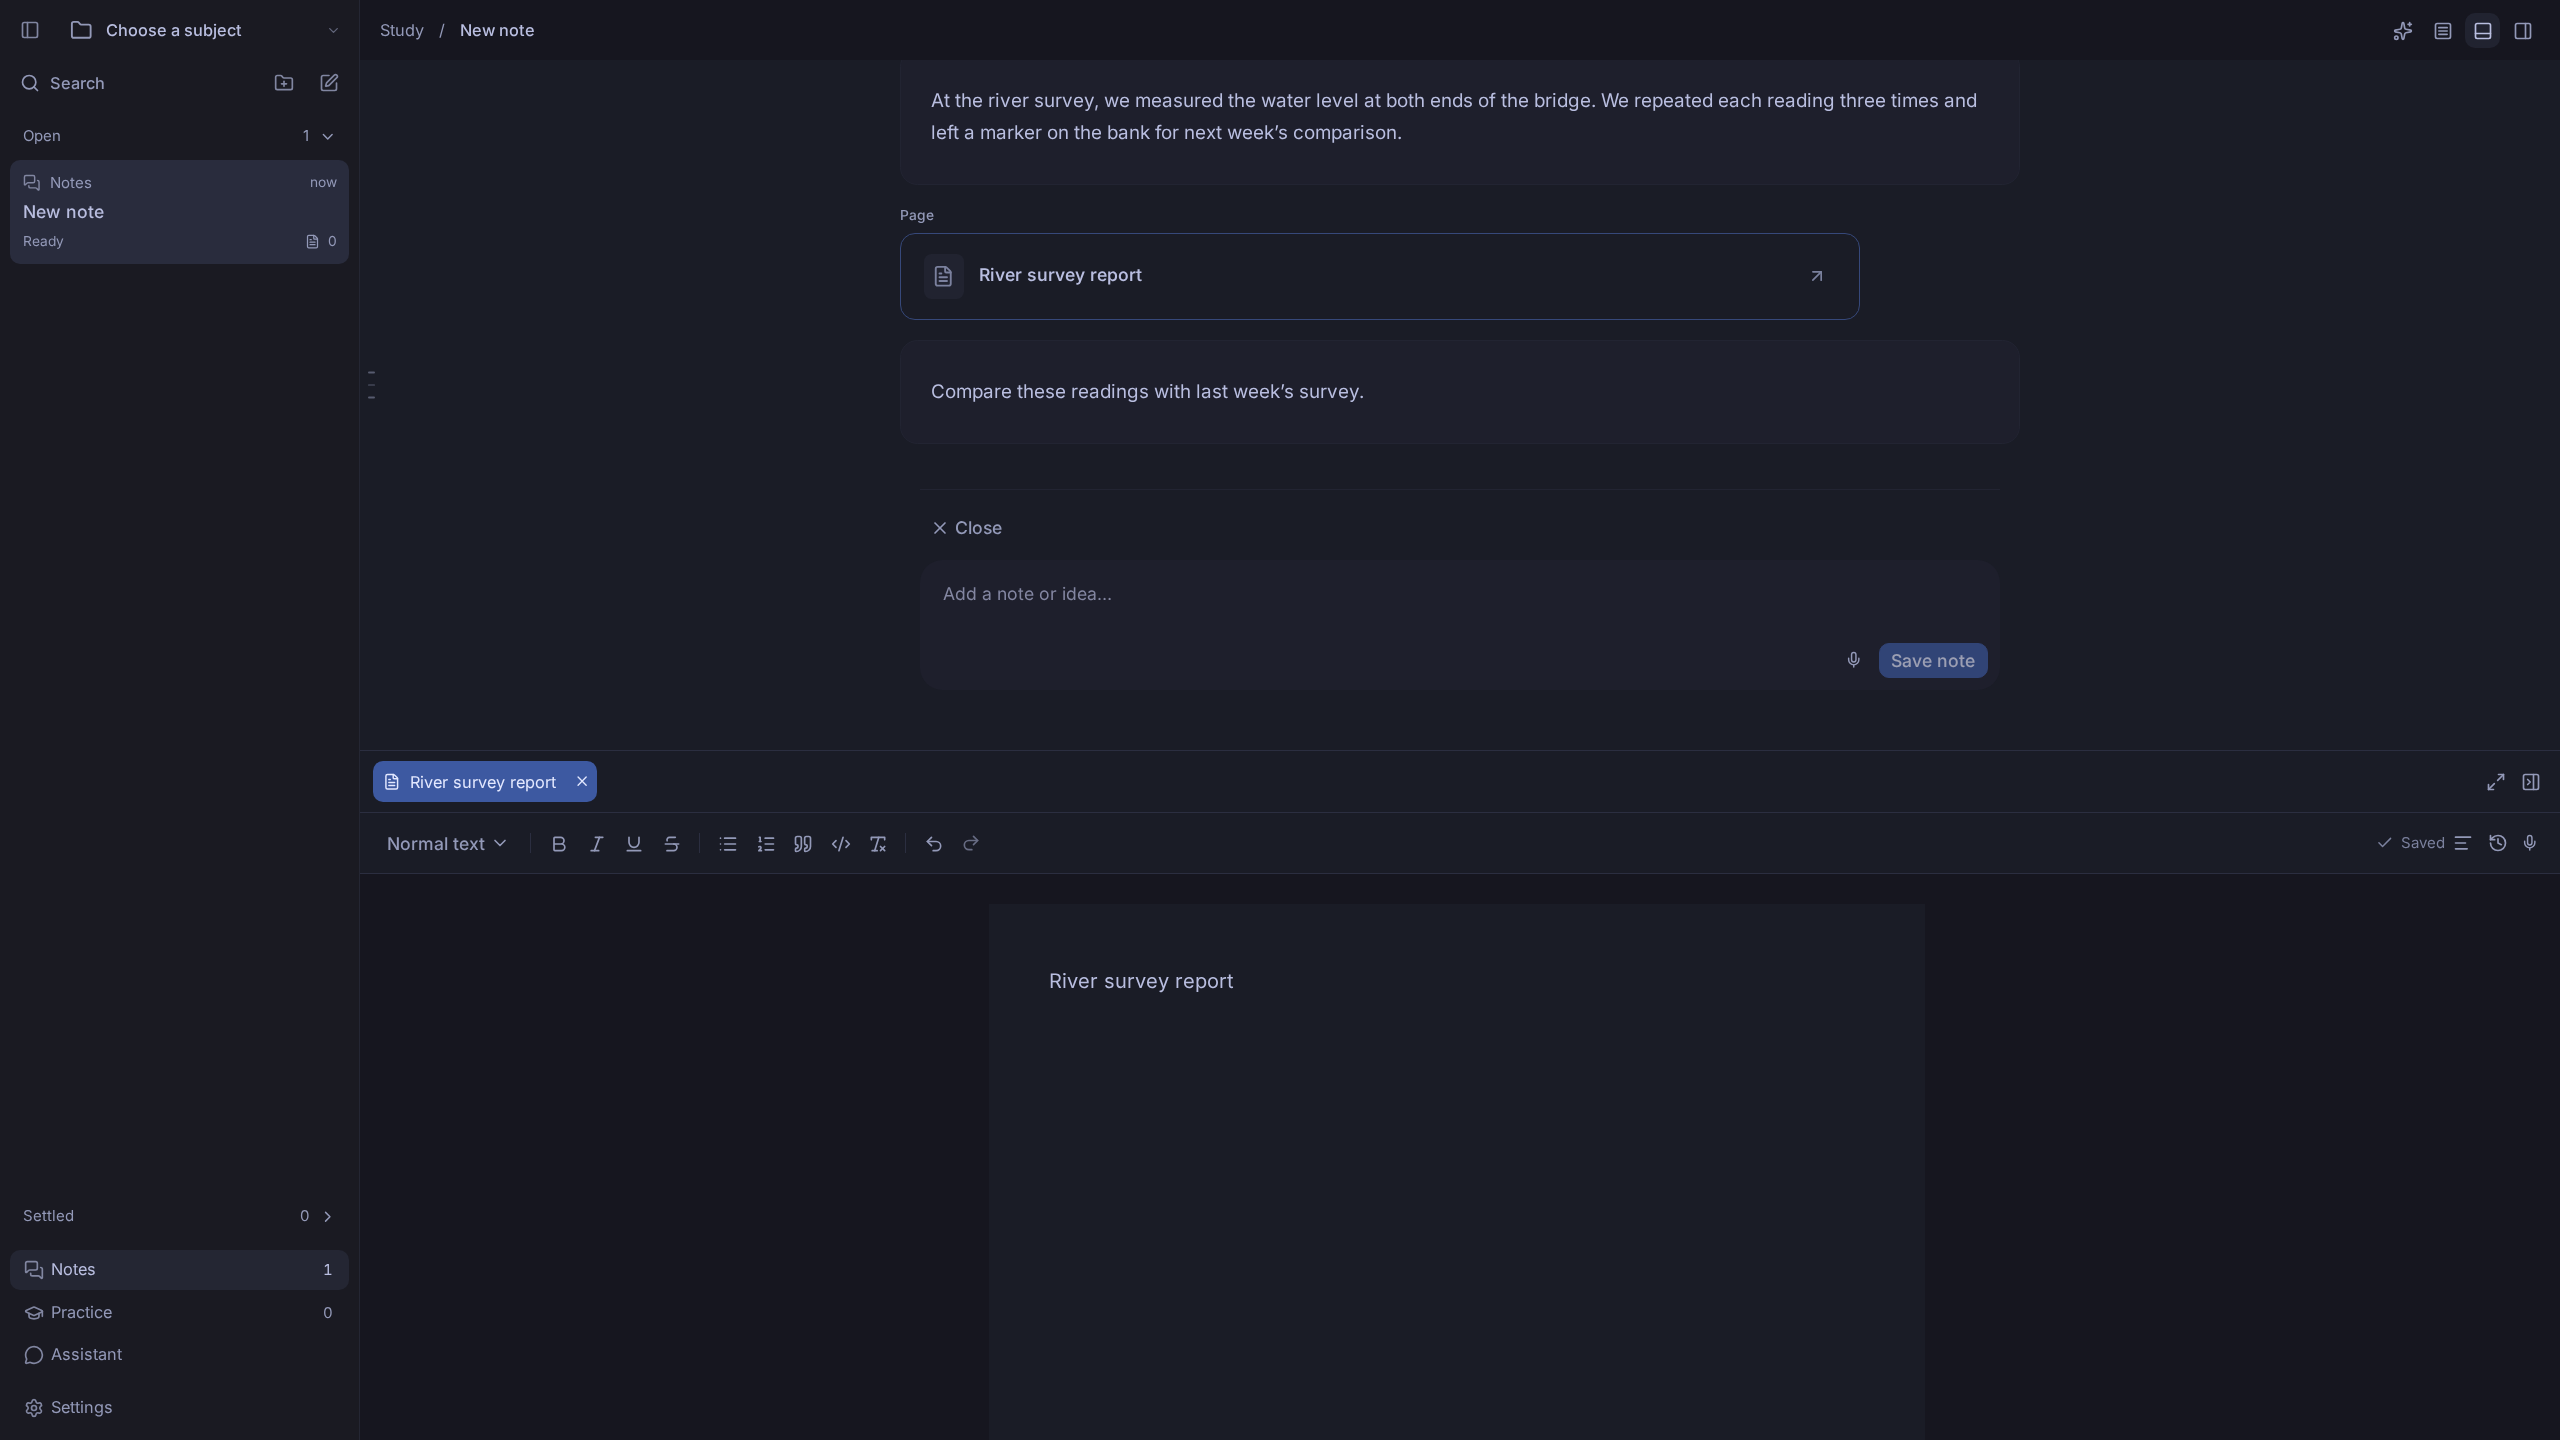 Choose a subject
Study / New note
Search
Open 1
Notes now
New note
Ready 0
At the river survey, we measured the water level at both ends of the bridge. We repeated each reading three times and
left a marker on the bank for next week’s comparison.
Page
River survey report
Compare these readings with last week’s survey.
Close
Add a note or idea...
Save note
River survey report
Normal text
Saved
River survey report
Settled 0
Notes 1
Practice 0
Assistant
Settings